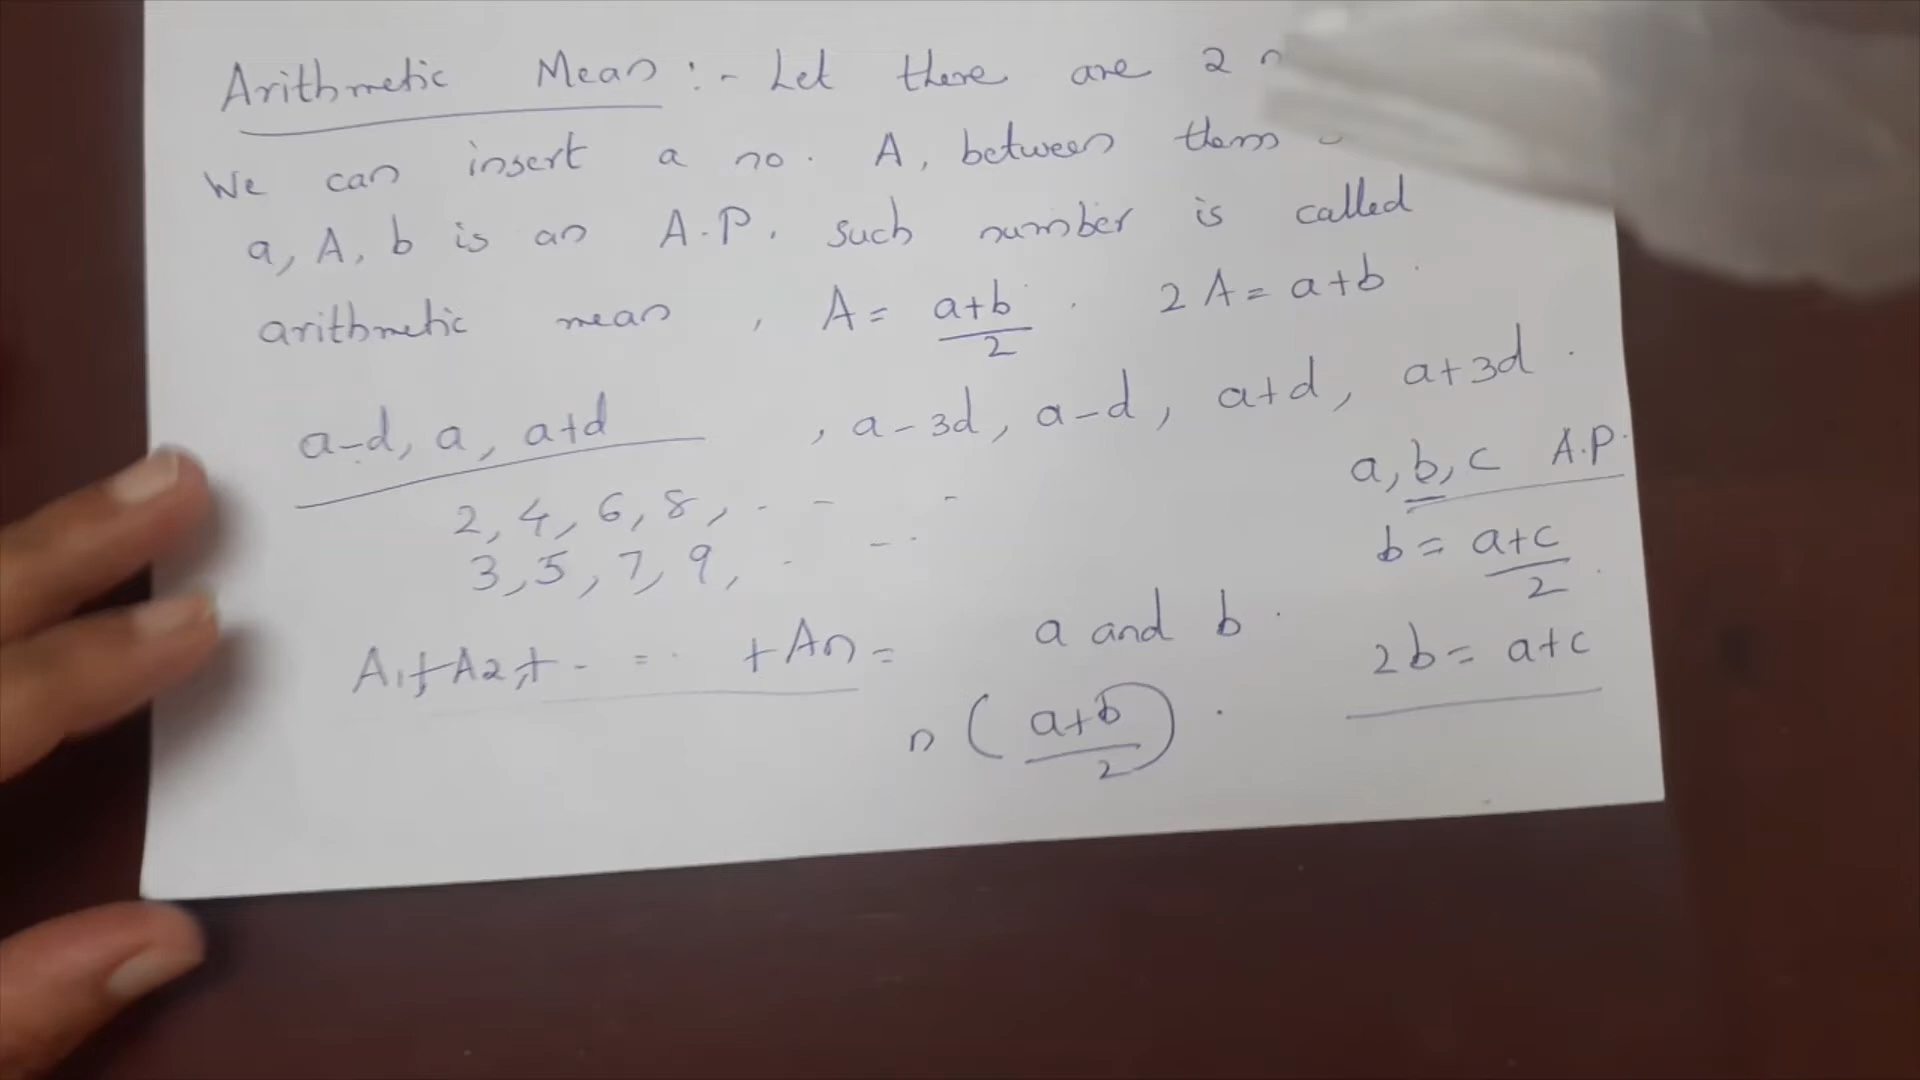 Arithmetic Mean :- Let there are 2
We can insert a no. A, between them
a, A, b is an A.P. such number is called
arithmetic mean, A = a+b/2 . 2A = a+b .
a-d, a, a+d , a-3d, a-d, a+d, a+3d .
2, 4, 6, 8, . - -
3, 5, 7, 9, . - - .
a, b, c A.P.
b = a+c/2 .
2b = a+c
A1,+A2,+ - = . +An =
a and b .
n (a+b/2) .